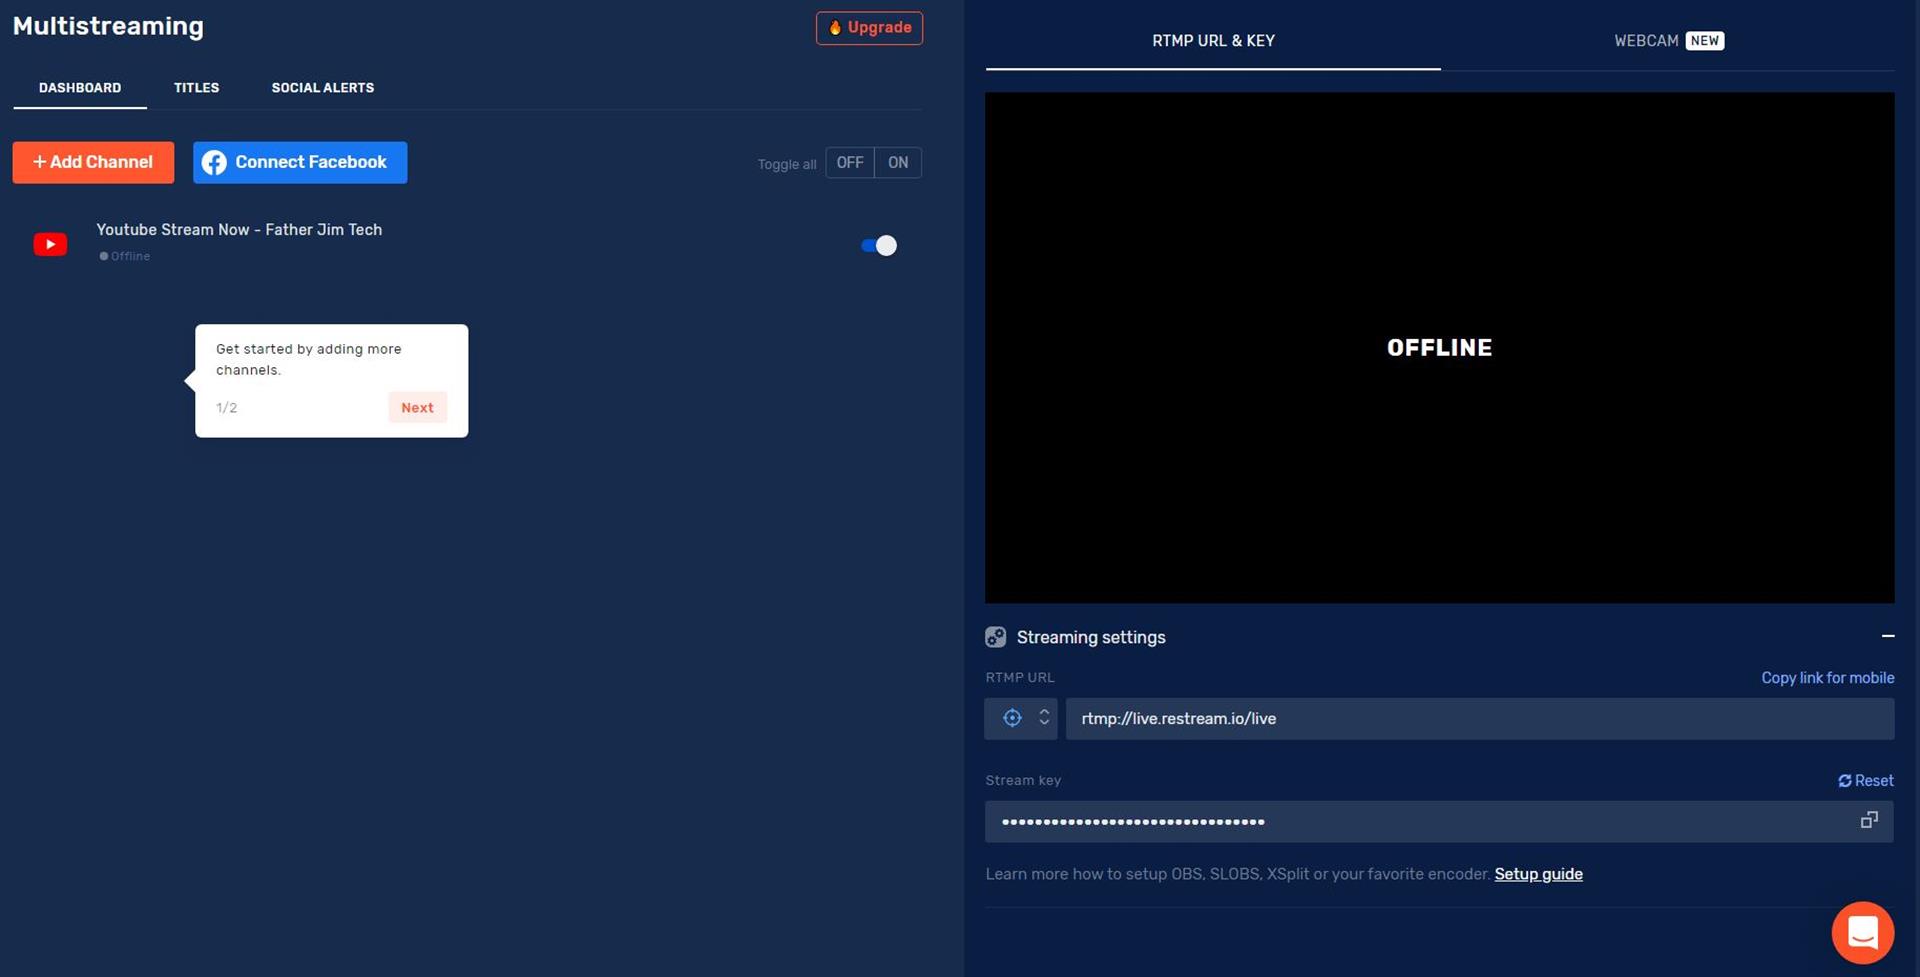 Multistreaming
Upgrade
DASHBOARD
TITLES
SOCIAL ALERTS
+ Add Channel
Connect Facebook
Toggle all
OFF
ON
Youtube Stream Now - Father Jim Tech
Offline
Get started by adding more
channels.
1/2
Next
RTMP URL & KEY
WEBCAM NEW
OFFLINE
Streaming settings
RTMP URL
Copy link for mobile
rtmp://live.restream.io/live
Stream key
Reset
••••••••••••••••••••••••••••••••
Learn more how to setup OBS, SLOBS, XSplit or your favorite encoder. Setup guide